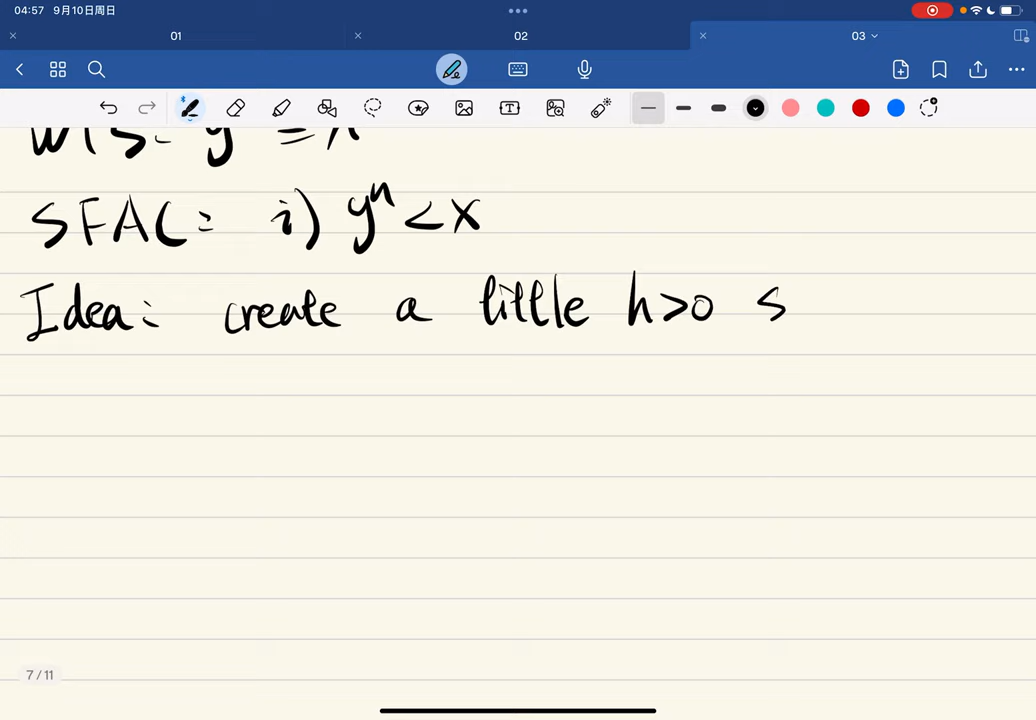 04:57 9月10日周日
01 02 03
WTS: y^n = x
SFAC: i) y^n < x
Idea: create a little h>0 s
7 / 11